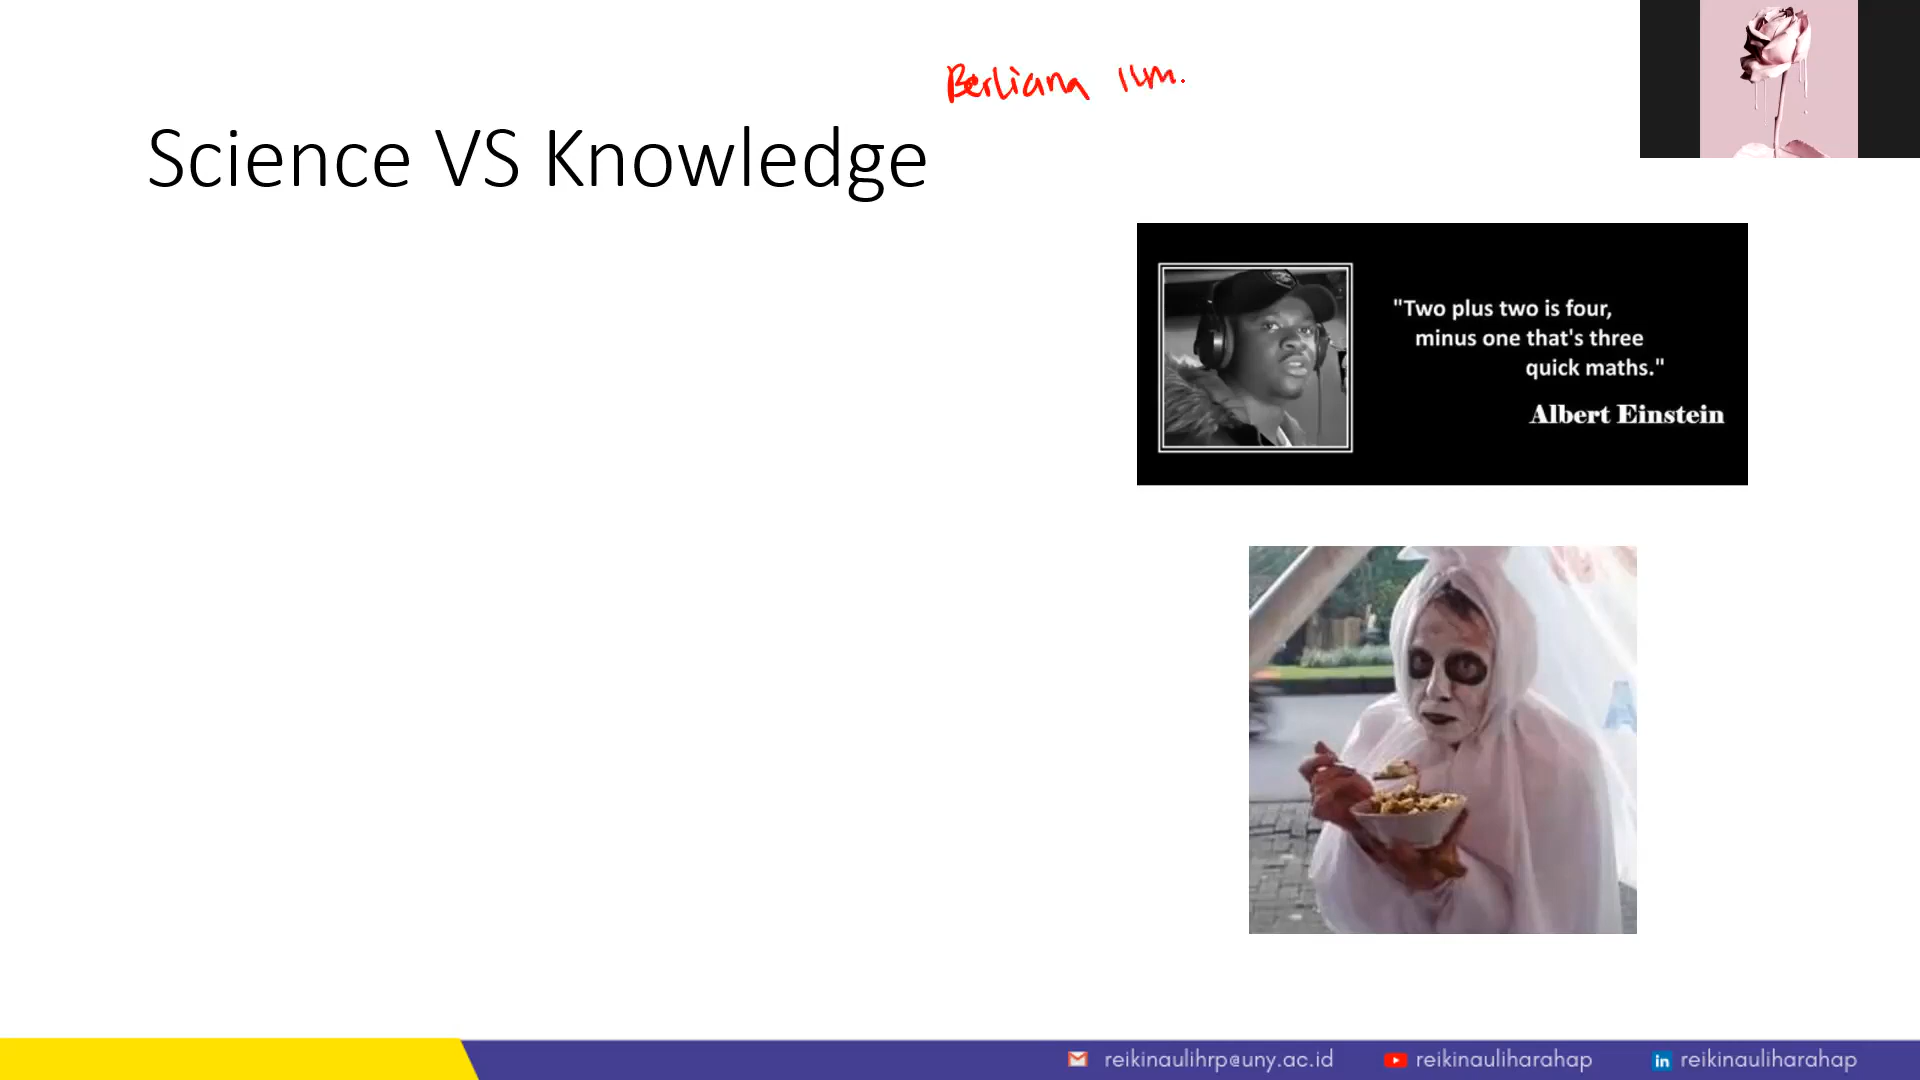 Berliana Ilm.
Science VS Knowledge
"Two plus two is four,
minus one that's three
quick maths."
Albert Einstein
reikinaulihrp@uny.ac.id
reikinauliharahap
reikinauliharahap